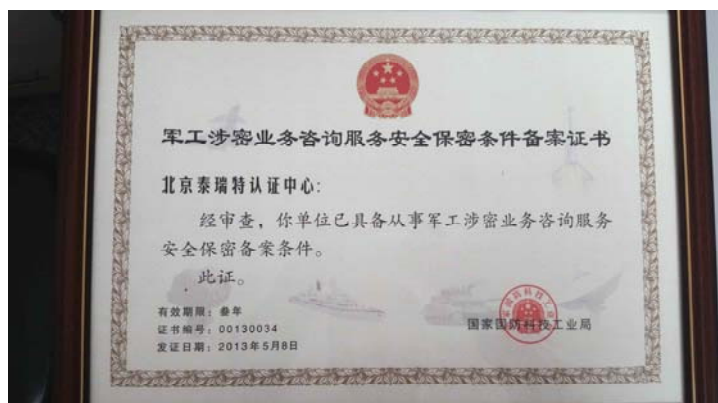 军工涉密业务咨询服务安全保密条件备案证书
北京泰瑞特认证中心:
经审查，你单位已具备从事军工涉密业务咨询服务
安全保密备案条件。
此证。
有效期限：叁年
证书编号：00130034
发证日期：2013年5月8日
国家国防科技工业局